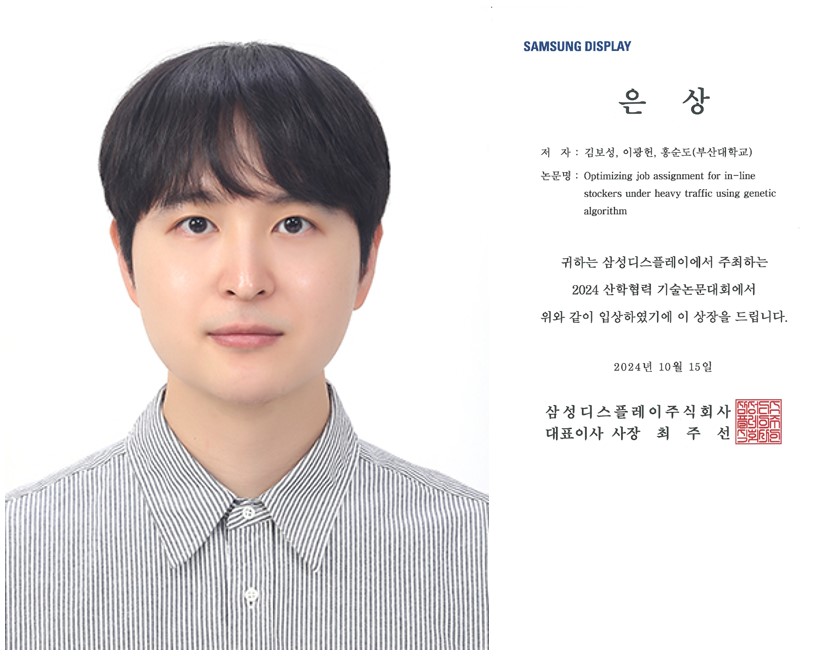 SAMSUNG DISPLAY
은 상
저 자 : 김보성, 이광헌, 홍순도(부산대학교)
논문명 : Optimizing job assignment for in-line
stockers under heavy traffic using genetic
algorithm
귀하는 삼성디스플레이에서 주최하는
2024 산학협력 기술논문대회에서
위와 같이 입상하였기에 이 상장을 드립니다.
2024년 10월 15일
삼성디스플레이주식회사
대표이사 사장 최 주 선